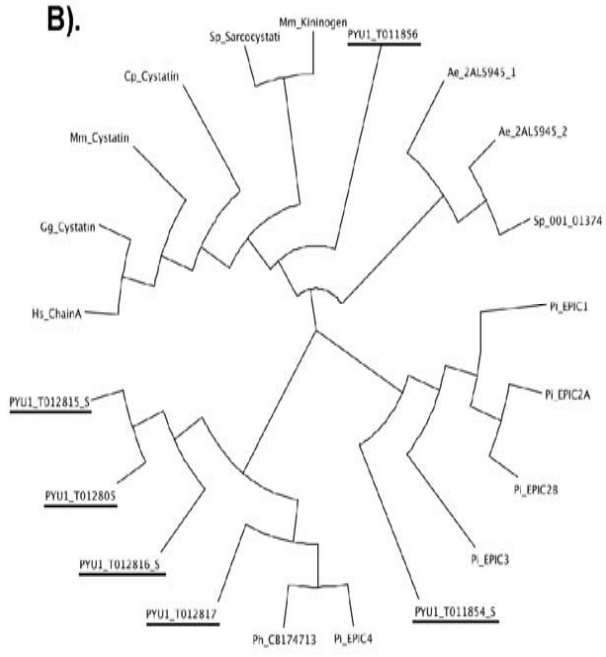 B).
Mm_Kininogen
Sp_Sarcocystati
PYU1_T011856
Cp_Cystatin
Ae_2AL5945_1
Mm_Cystatin
Ae_2AL5945_2
Gg_Cystatin
Sp_001_01374
Hs_ChainA
Pi_EPIC1
PYU1_T012815_S
Pi_EPIC2A
PYU1_T012805
Pi_EPIC2B
PYU1_T012816_S
Pi_EPIC3
PYU1_T012817
PYU1_T011854_S
Ph_CB174713
Pi_EPIC4